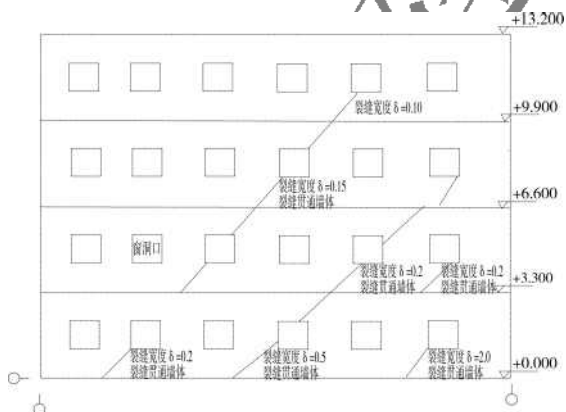 +13.200
裂缝宽度 δ=0.10
+9.900
裂缝宽度 δ=0.15
裂缝贯通墙体
+6.600
窗洞口
裂缝宽度 δ=0.2
裂缝贯通墙体
裂缝宽度 δ=0.2
裂缝贯通墙体
+3.300
裂缝宽度 δ=0.2
裂缝贯通墙体
裂缝宽度 δ=0.5
裂缝贯通墙体
裂缝宽度 δ=2.0
裂缝贯通墙体
+0.000